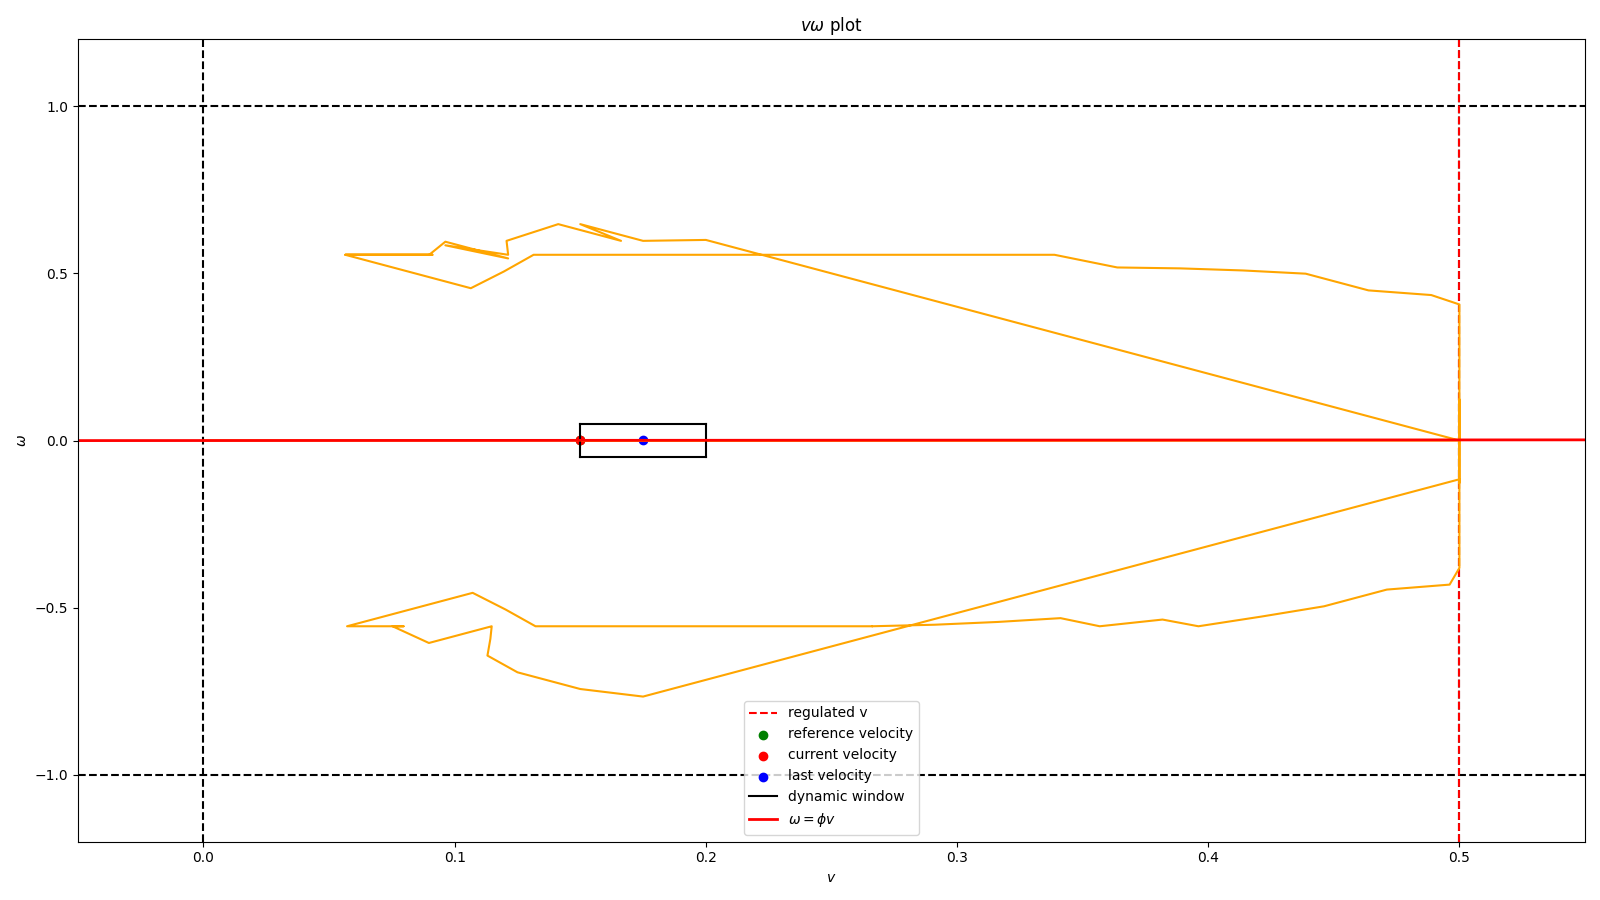 vω plot
1.0
0.5
0.0
−0.5
−1.0
ω
0.0
0.1
0.2
0.3
0.4
0.5
v
regulated v
reference velocity
current velocity
last velocity
dynamic window
ω = ϕv